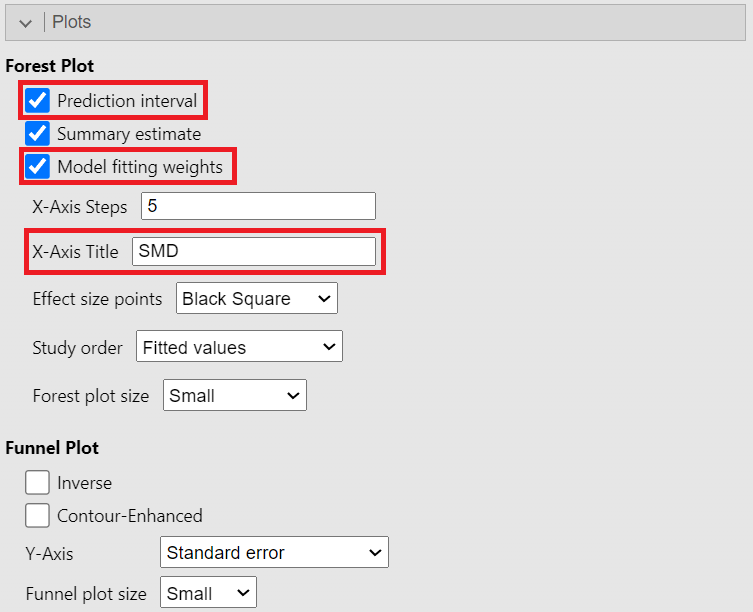 Plots
Forest Plot
Prediction interval
Summary estimate
Model fitting weights
X-Axis Steps 5
X-Axis Title SMD
Effect size points Black Square
Study order Fitted values
Forest plot size Small
Funnel Plot
Inverse
Contour-Enhanced
Y-Axis Standard error
Funnel plot size Small